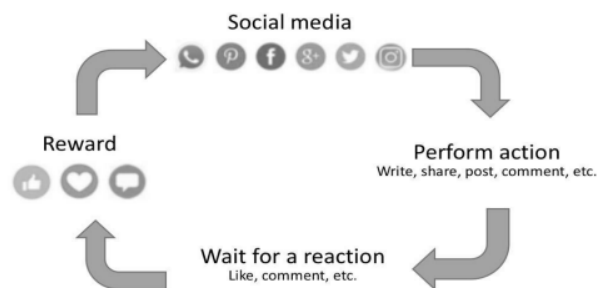 Social media
Perform action
Write, share, post, comment, etc.
Wait for a reaction
Like, comment, etc.
Reward